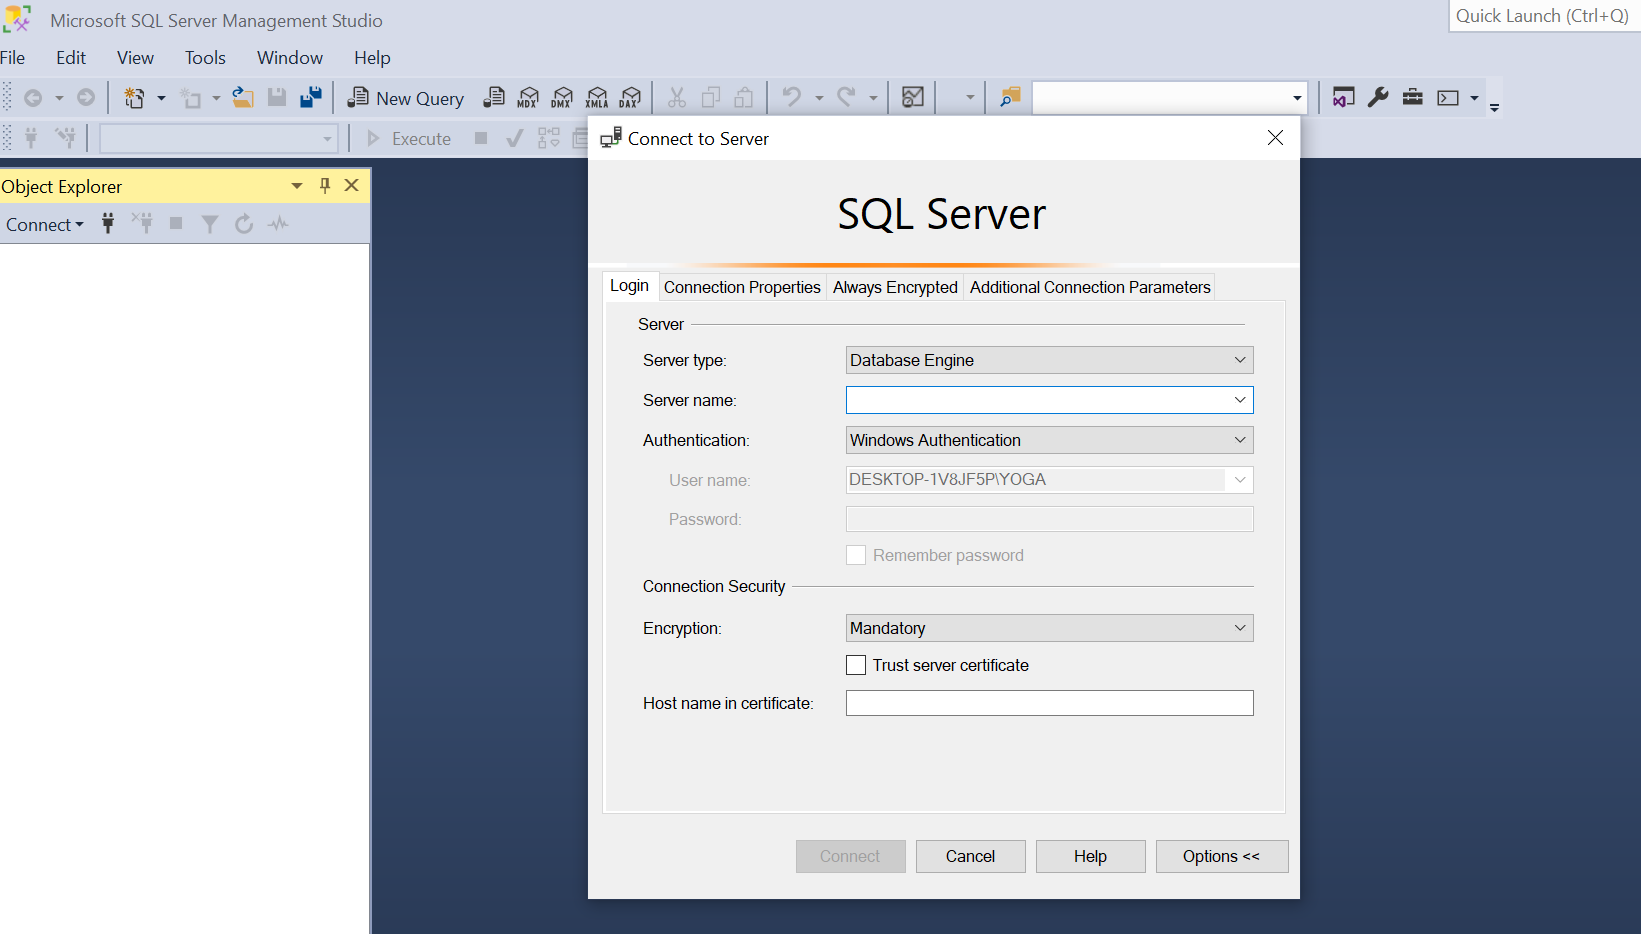 Microsoft SQL Server Management Studio
Quick Launch (Ctrl+Q)
File Edit View Tools Window Help
New Query MDX DMX XMLA DAX
Execute
Connect to Server
Object Explorer
Connect
SQL Server
Login Connection Properties Always Encrypted Additional Connection Parameters
Server
Server type: Database Engine
Server name:
Authentication: Windows Authentication
User name: DESKTOP-1V8JF5P\YOGA
Password:
Remember password
Connection Security
Encryption: Mandatory
Trust server certificate
Host name in certificate:
Connect Cancel Help Options <<